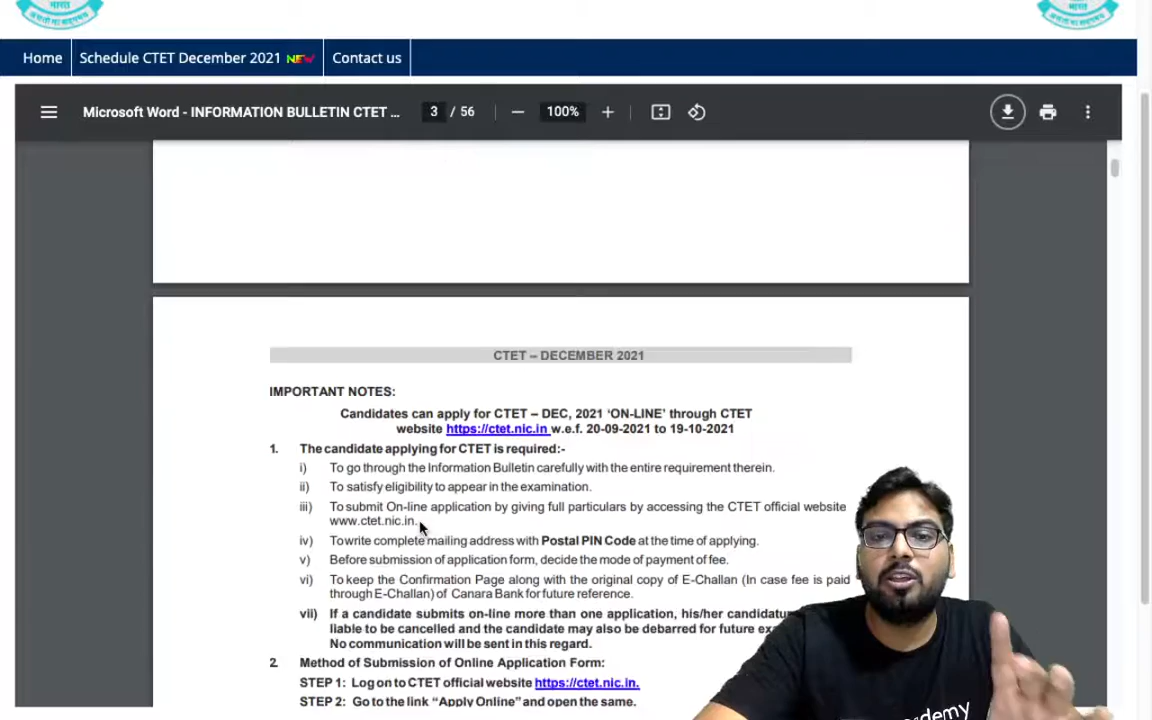 भारत
Home
Schedule CTET December 2021 NEW
Contact us
Microsoft Word - INFORMATION BULLETIN CTET ...
3 / 56
100%
CTET – DECEMBER 2021
IMPORTANT NOTES:
Candidates can apply for CTET – DEC, 2021 ‘ON-LINE’ through CTET
website https://ctet.nic.in w.e.f. 20-09-2021 to 19-10-2021
1. The candidate applying for CTET is required:-
i) To go through the Information Bulletin carefully with the entire requirement therein.
ii) To satisfy eligibility to appear in the examination.
iii) To submit On-line application by giving full particulars by accessing the CTET official website
www.ctet.nic.in.
iv) To write complete mailing address with Postal PIN Code at the time of applying.
v) Before submission of application form, decide the mode of payment of fee.
vi) To keep the Confirmation Page along with the original copy of E-Challan (In case fee is paid
through E-Challan) of Canara Bank for future reference.
vii) If a candidate submits on-line more than one application, his/her candidatu
liable to be cancelled and the candidate may also be debarred for future ex
No communication will be sent in this regard.
2. Method of Submission of Online Application Form:
STEP 1: Log on to CTET official website https://ctet.nic.in.
STEP 2: Go to the link “Apply Online” and open the same.
demy